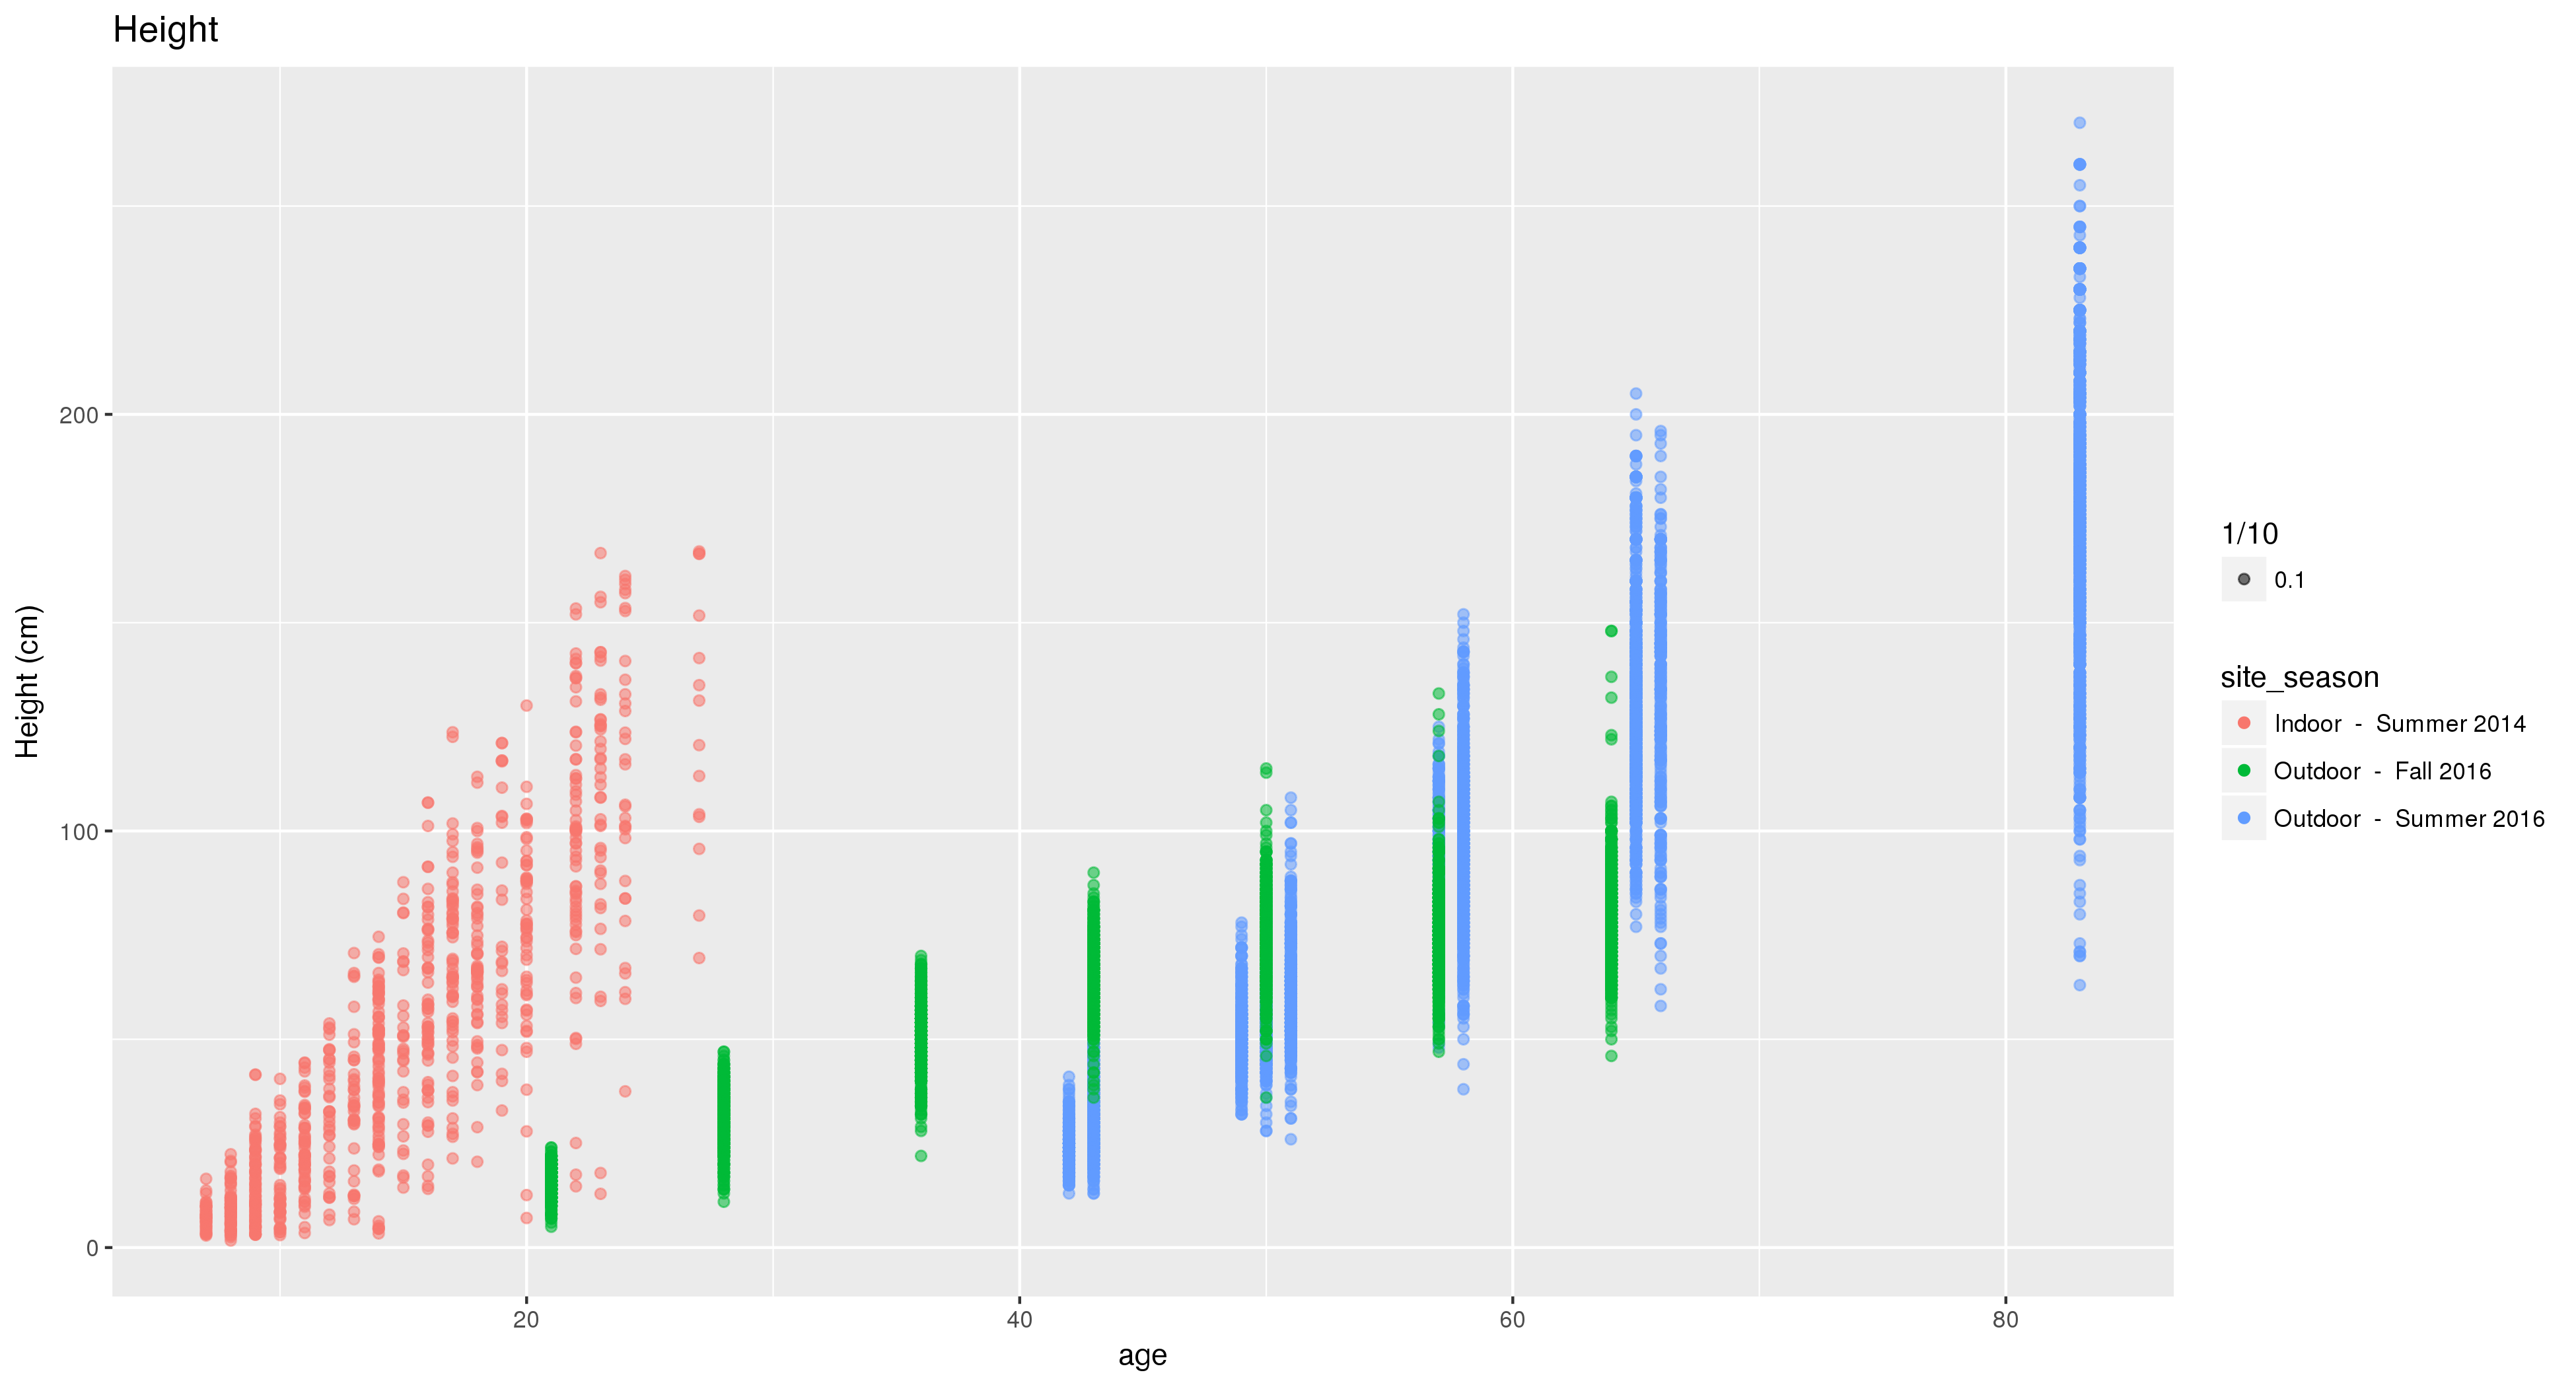 Height
Height (cm)
200
100
0
20
40
60
80
age
1/10
0.1
site_season
Indoor  -  Summer 2014
Outdoor  -  Fall 2016
Outdoor  -  Summer 2016